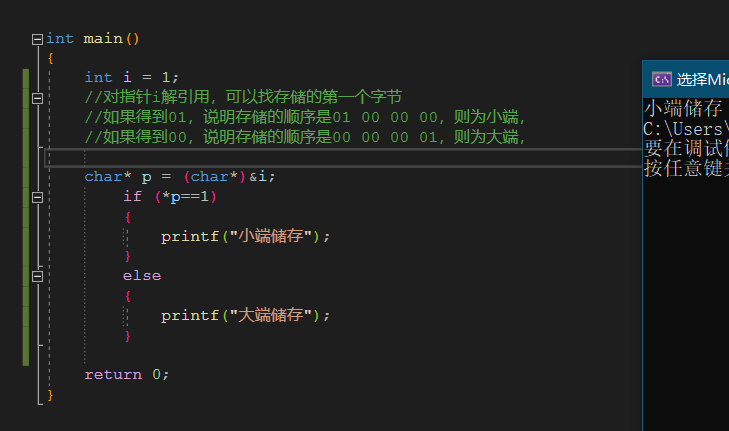 int main()
{
int i = 1;
//对指针i解引用，可以找存储的第一个字节
//如果得到01，说明存储的顺序是01 00 00 00，则为小端，
//如果得到00，说明存储的顺序是00 00 00 01，则为大端，
char* p = (char*)&i;
if (*p==1)
{
printf("小端储存");
}
else
{
printf("大端储存");
}
return 0;
}
选择Mic
小端储存
C:\Users\
要在调试
按任意键